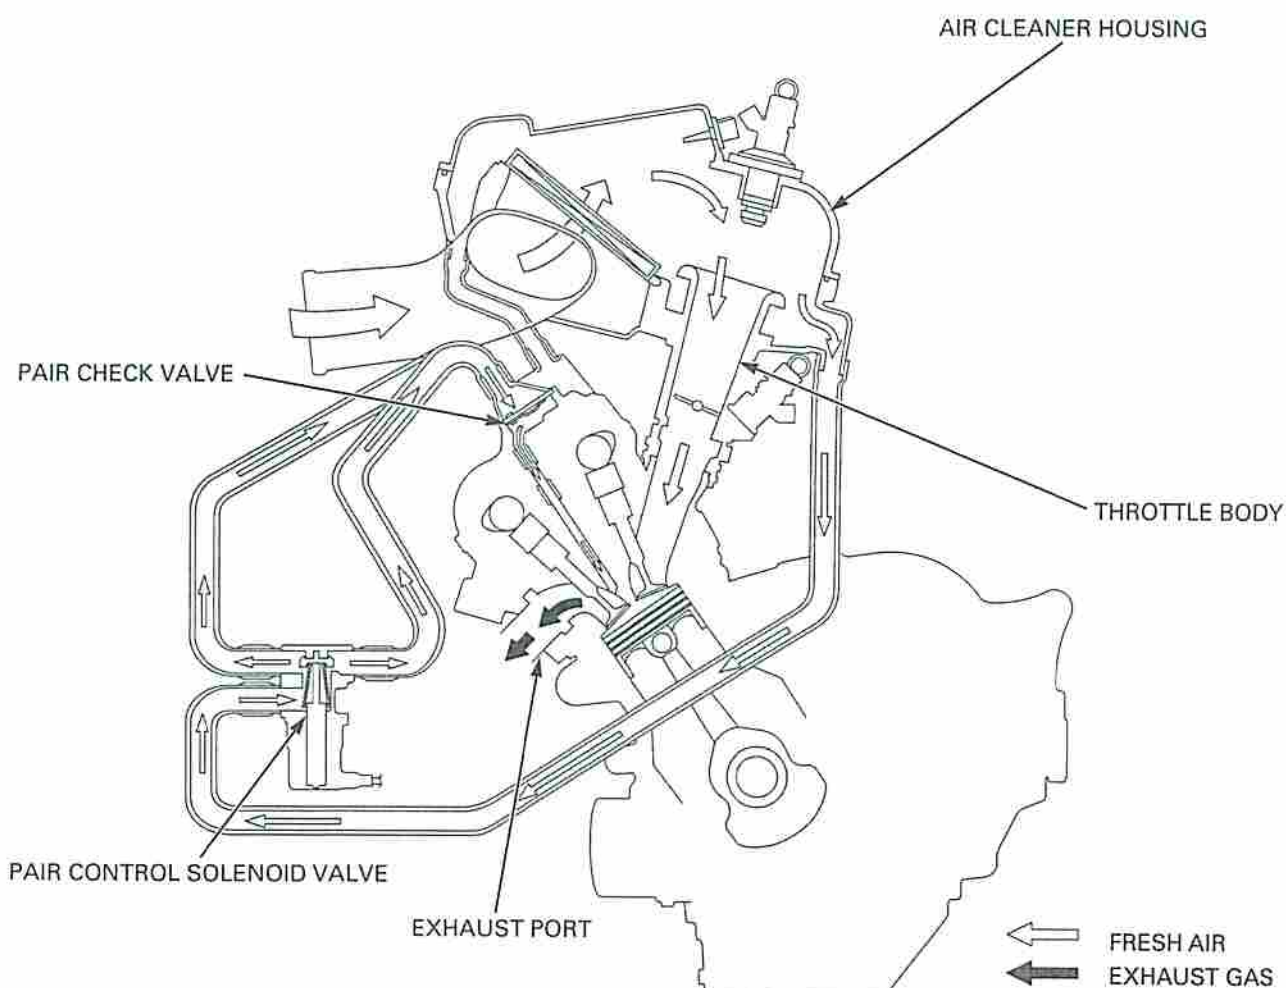 AIR CLEANER HOUSING
PAIR CHECK VALVE
THROTTLE BODY
PAIR CONTROL SOLENOID VALVE
EXHAUST PORT
FRESH AIR
EXHAUST GAS